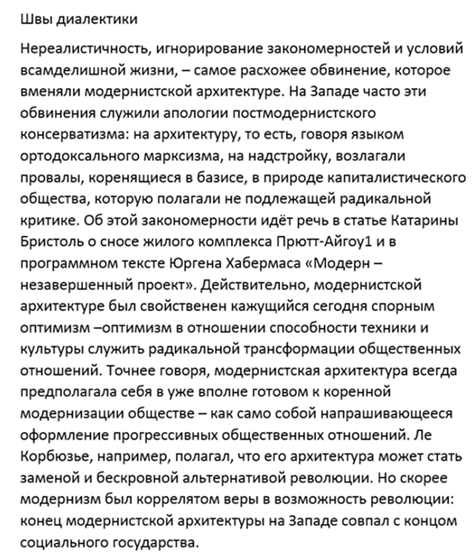 Швы диалектики
Нереалистичность, игнорирование закономерностей и условий
всамделишной жизни, – самое расхожее обвинение, которое
вменяли модернистской архитектуре. На Западе часто эти
обвинения служили апологии постмодернистского
консерватизма: на архитектуру, то есть, говоря языком
ортодоксального марксизма, на надстройку, возлагали
провалы, коренящиеся в базисе, в природе капиталистического
общества, которую полагали не подлежащей радикальной
критике. Об этой закономерности идёт речь в статье Катарины
Бристоль о сносе жилого комплекса Прютт-Айгоу1 и в
программном тексте Юргена Хабермаса «Модерн –
незавершенный проект». Действительно, модернистской
архитектуре был свойственен кажущийся сегодня спорным
оптимизм –оптимизм в отношении способности техники и
культуры служить радикальной трансформации общественных
отношений. Точнее говоря, модернистская архитектура всегда
предполагала себя в уже вполне готовом к коренной
модернизации обществе – как само собой напрашивающееся
оформление прогрессивных общественных отношений. Ле
Корбюзье, например, полагал, что его архитектура может стать
заменой и бескровной альтернативой революции. Но скорее
модернизм был коррелятом веры в возможность революции:
конец модернистской архитектуры на Западе совпал с концом
социального государства.